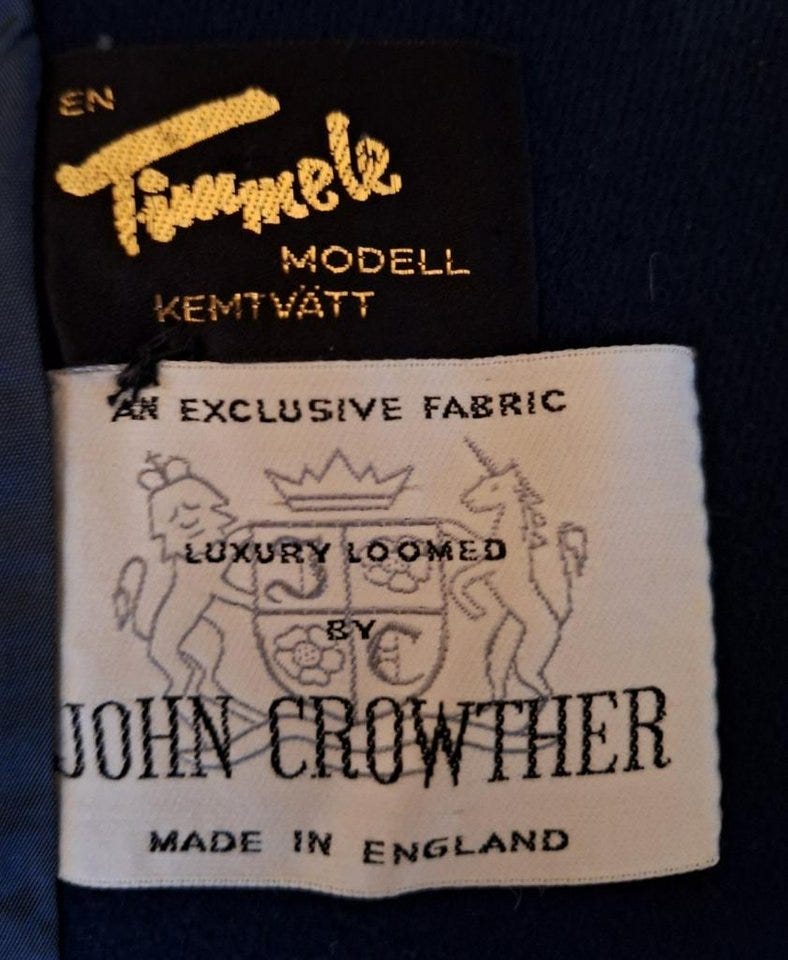 EN
Timmele
MODELL
KEMTVÄTT
AN EXCLUSIVE FABRIC
LUXURY LOOMED
BY
J C
JOHN CROWTHER
MADE IN ENGLAND